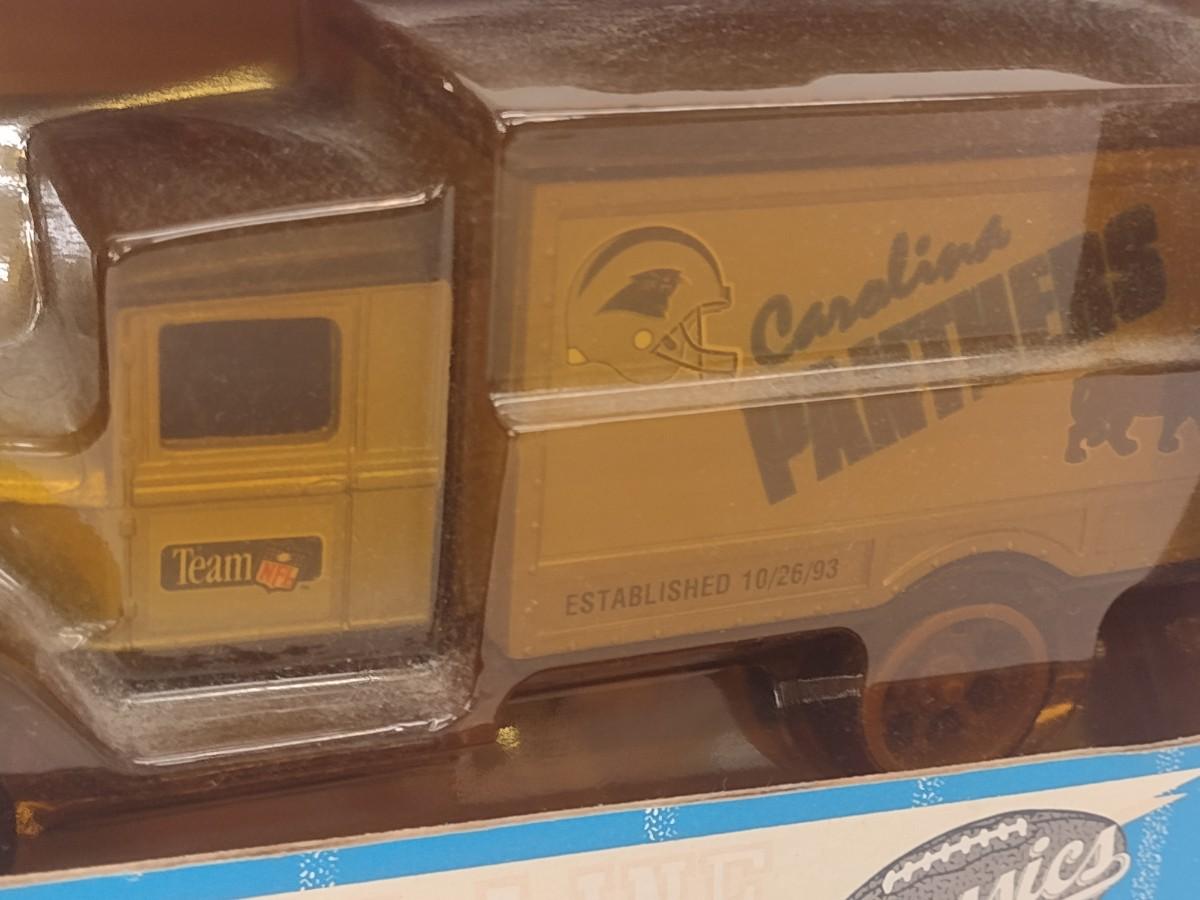 Carolina
PANTHERS
Team NFL
ESTABLISHED 10/26/93